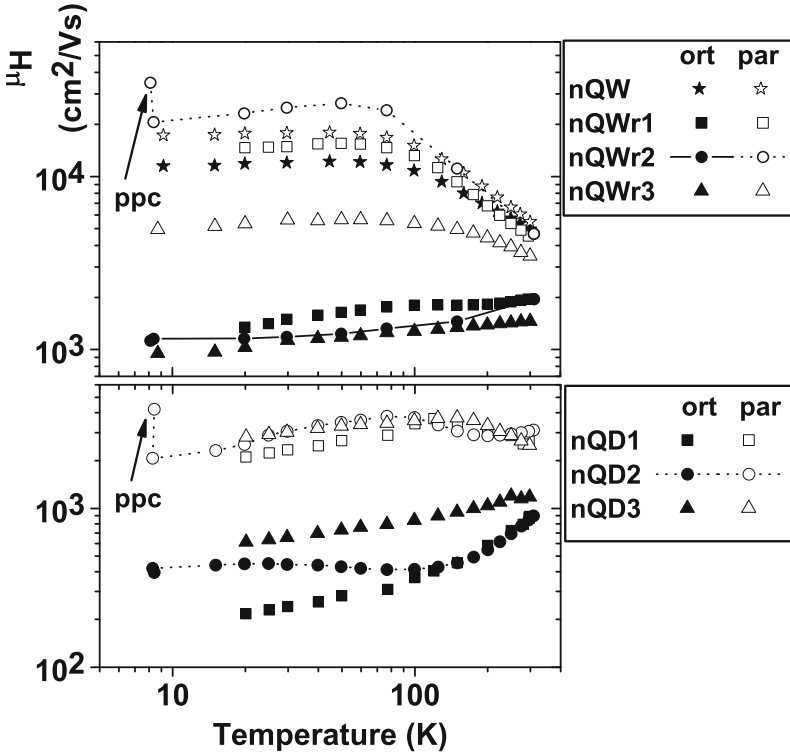 μH
(cm2/Vs)
10^4
10^3
ppc
ort par
nQW
nQWr1
nQWr2
nQWr3
10^3
10^2
ppc
ort par
nQD1
nQD2
nQD3
10 100
Temperature (K)